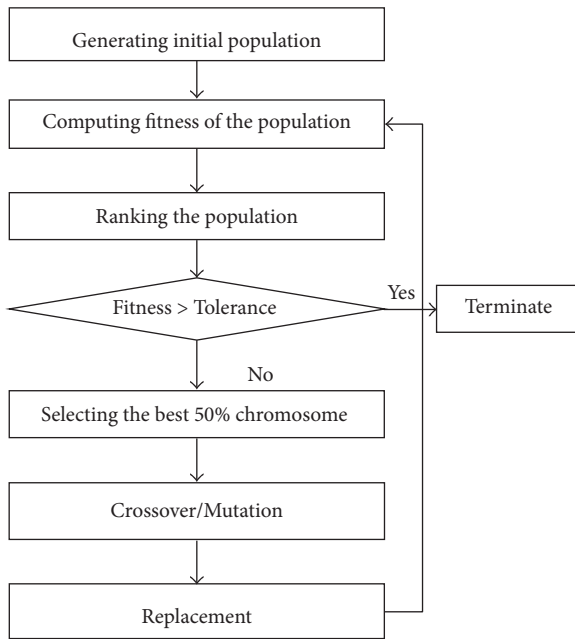 Generating initial population
Computing fitness of the population
Ranking the population
Fitness > Tolerance
Yes
Terminate
No
Selecting the best 50% chromosome
Crossover/Mutation
Replacement